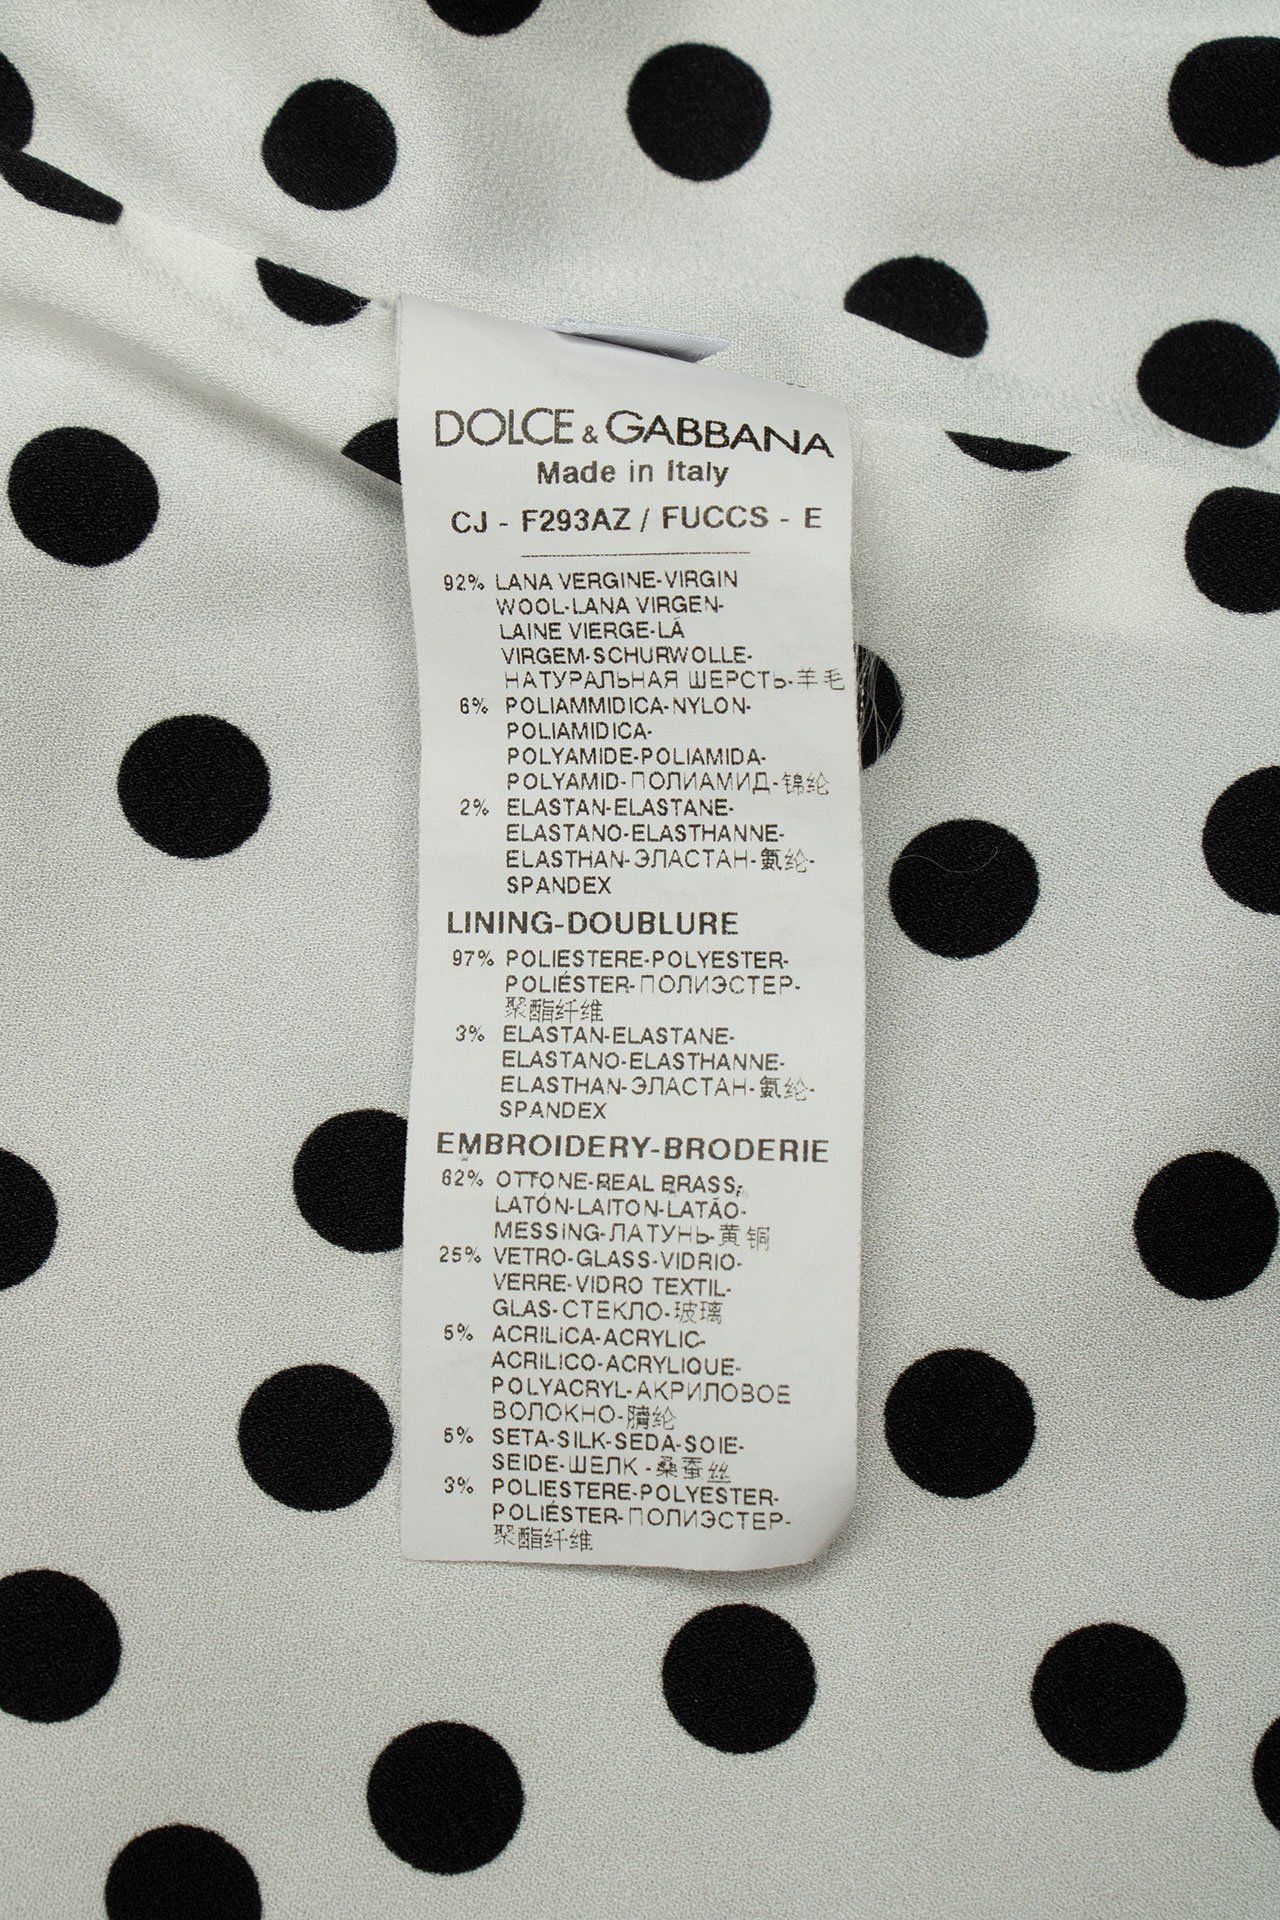 DOLCE & GABBANA
Made in Italy
CJ - F293AZ / FUCCS - E
92% LANA VERGINE-VIRGIN
WOOL-LANA VIRGEN-
LAINE VIERGE-LÃ
VIRGEM-SCHURWOLLE-
НАТУРАЛЬНАЯ ШЕРСТЬ-羊毛
6% POLIAMMIDICA-NYLON-
POLIAMIDICA-
POLYAMIDE-POLIAMIDA-
POLYAMID-ПОЛИАМИД-锦纶
2% ELASTAN-ELASTANE-
ELASTANO-ELASTHANNE-
ELASTHAN-ЭЛАСТАН-氨纶-
SPANDEX
LINING-DOUBLURE
97% POLIESTERE-POLYESTER-
POLIÉSTER-ПОЛИЭСТЕР-
聚酯纤维
3% ELASTAN-ELASTANE-
ELASTANO-ELASTHANNE-
ELASTHAN-ЭЛАСТАН-氨纶-
SPANDEX
EMBROIDERY-BRODERIE
62% OTTONE-REAL BRASS-
LATÓN-LAITON-LATÃO-
MESSING-ЛАТУНЬ-黄铜
25% VETRO-GLASS-VIDRIO-
VERRE-VIDRO TEXTIL-
GLAS-СТЕКЛО-玻璃
5% ACRILICA-ACRYLIC-
ACRILICO-ACRYLIQUE-
POLYACRYL-АКРИЛОВОЕ
ВОЛОКНО-腈纶
5% SETA-SILK-SEDA-SOIE-
SEIDE-ШЕЛК -桑蚕丝
3% POLIESTERE-POLYESTER-
POLIÉSTER-ПОЛИЭСТЕР-
聚酯纤维